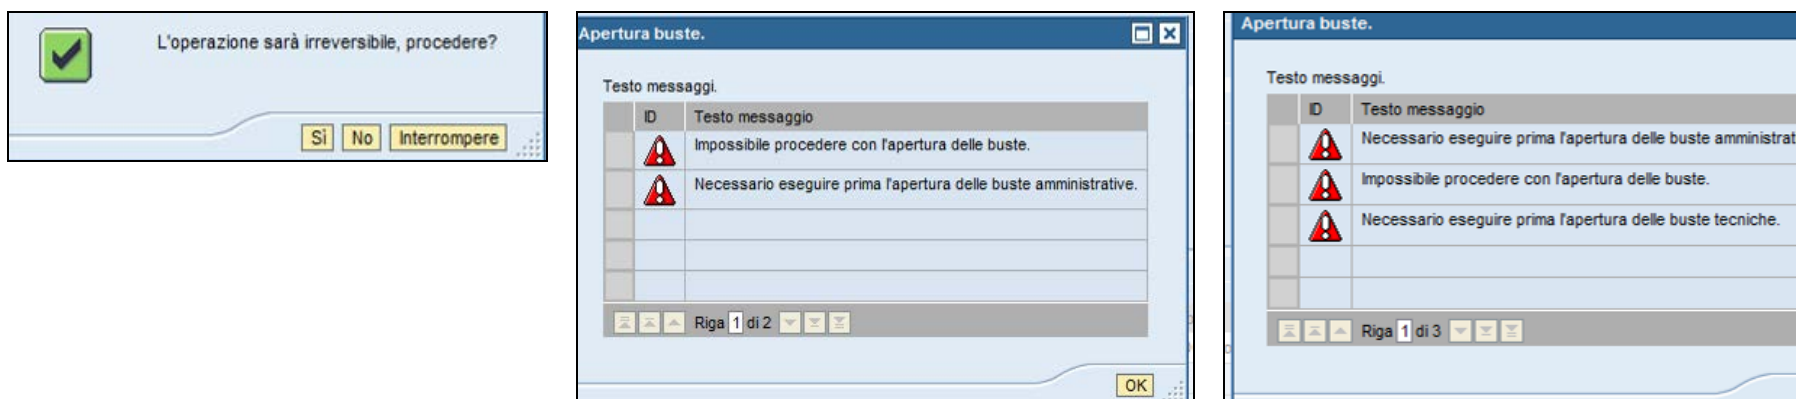 L'operazione sarà irreversibile, procedere?
Sì No Interrompere
Apertura buste.
Testo messaggi.
ID Testo messaggio
Impossibile procedere con l'apertura delle buste.
Necessario eseguire prima l'apertura delle buste amministrative.
Riga 1 di 2
OK
Apertura buste.
Testo messaggi.
ID Testo messaggio
Necessario eseguire prima l'apertura delle buste amministrat
Impossibile procedere con l'apertura delle buste.
Necessario eseguire prima l'apertura delle buste tecniche.
Riga 1 di 3